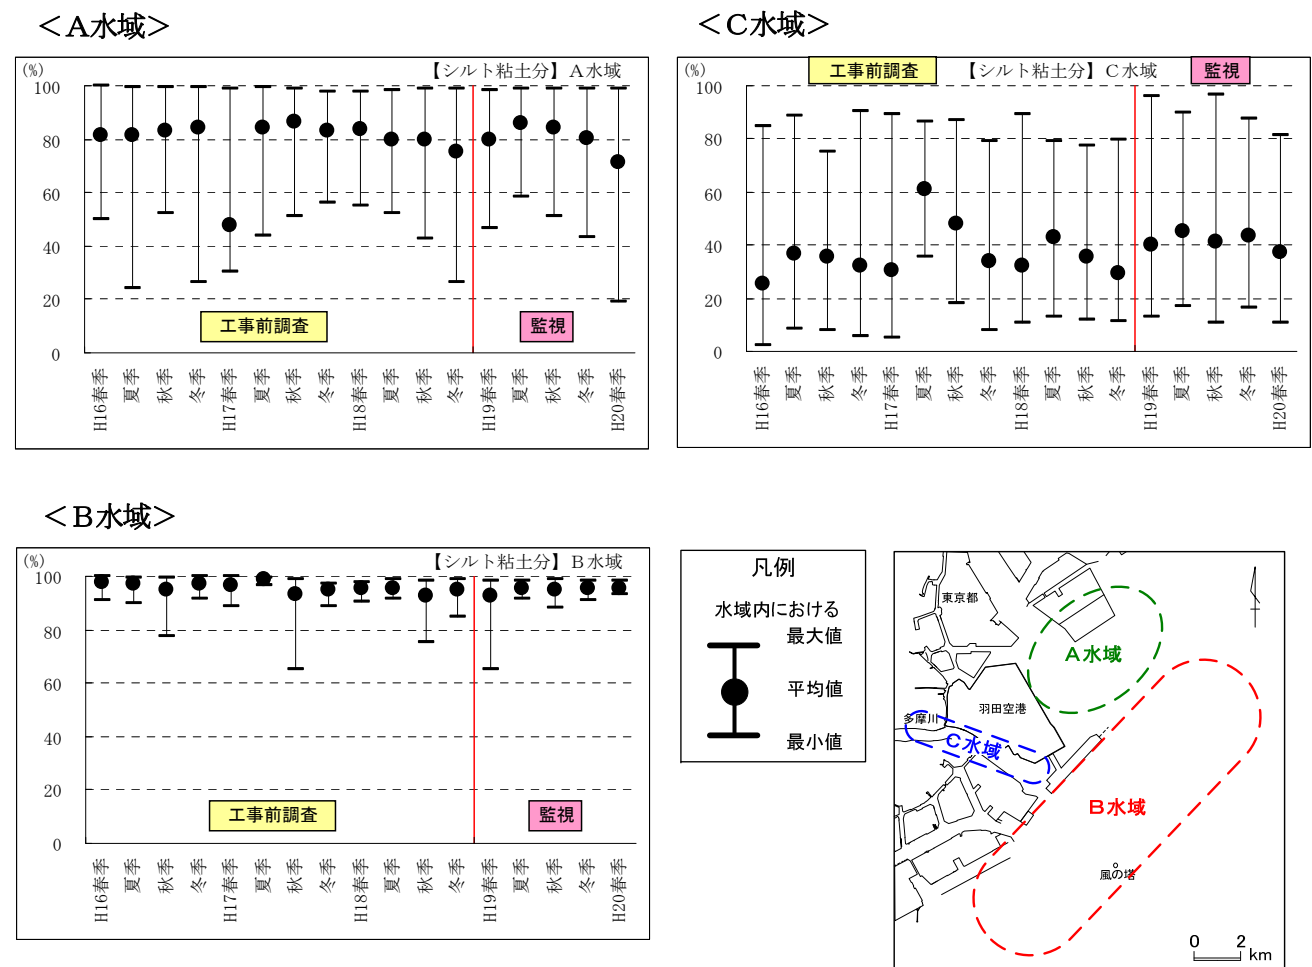 ＜A水域＞
(%)
【シルト粘土分】A水域
100
80
60
40
20
0
工事前調査
監視
H16春季
夏季
秋季
冬季
H17春季
夏季
秋季
冬季
H18春季
夏季
秋季
冬季
H19春季
夏季
秋季
冬季
H20春季
＜C水域＞
(%)
工事前調査
【シルト粘土分】C水域
監視
100
80
60
40
20
0
H16春季
夏季
秋季
冬季
H17春季
夏季
秋季
冬季
H18春季
夏季
秋季
冬季
H19春季
夏季
秋季
冬季
H20春季
＜B水域＞
(%)
【シルト粘土分】B水域
100
80
60
40
20
0
工事前調査
監視
H16春季
夏季
秋季
冬季
H17春季
夏季
秋季
冬季
H18春季
夏季
秋季
冬季
H19春季
夏季
秋季
冬季
H20春季
凡例
水域内における
最大値
平均値
最小値
東京都
A水域
羽田空港
多摩川
C水域
B水域
風の塔
0 2
km